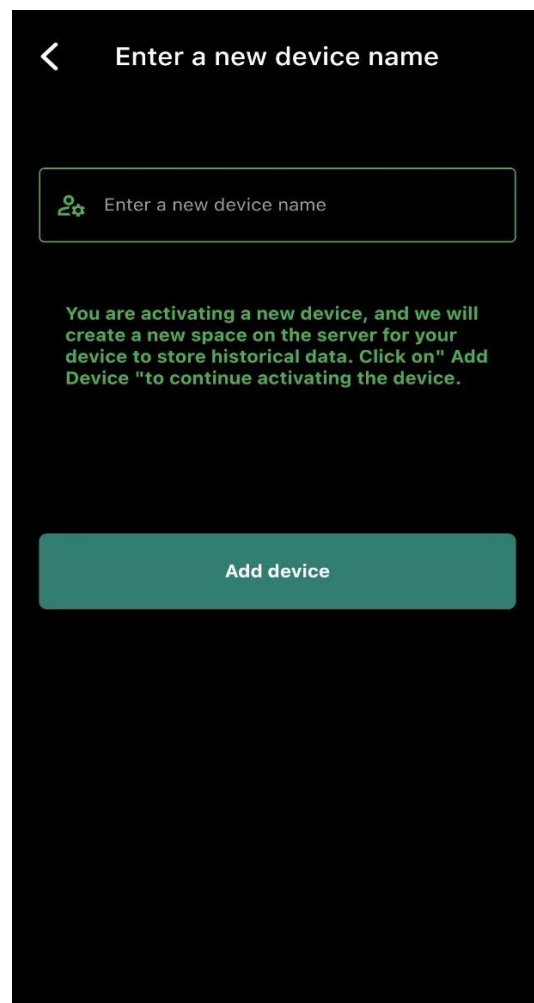 Enter a new device name
Enter a new device name
You are activating a new device, and we will
create a new space on the server for your
device to store historical data. Click on" Add
Device "to continue activating the device.
Add device